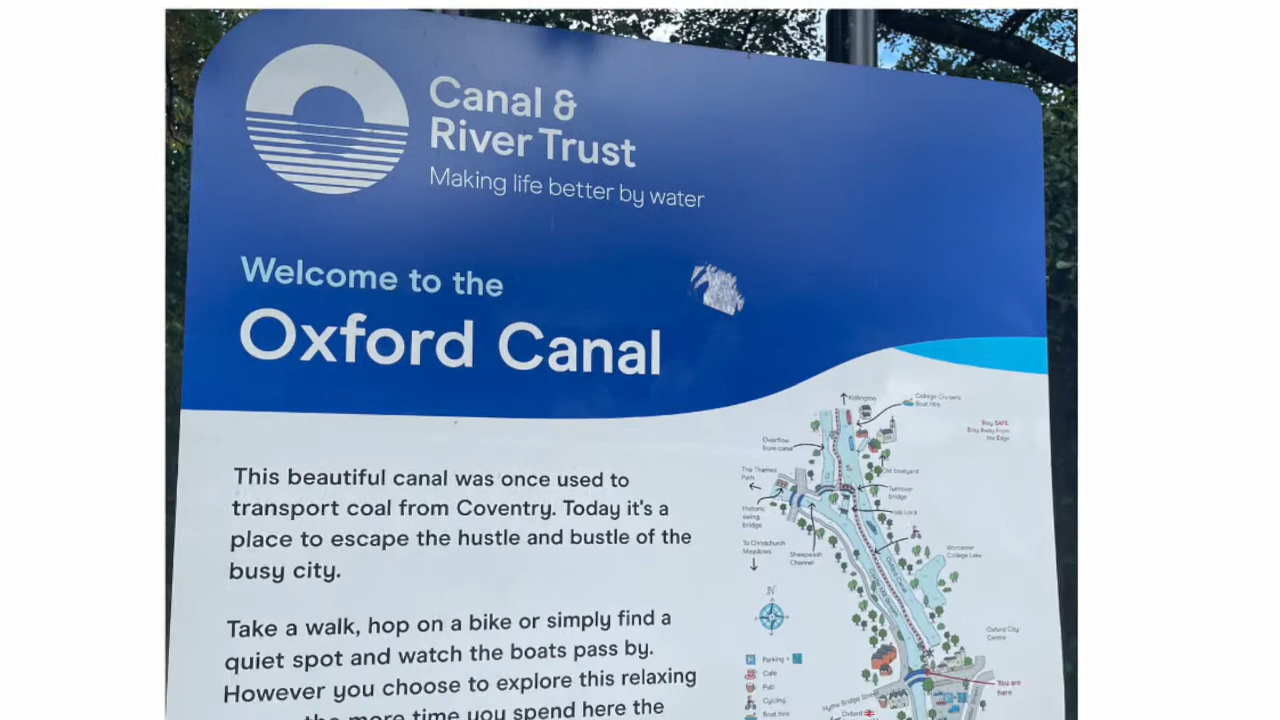 Canal &
River Trust
Making life better by water
Welcome to the
Oxford Canal
This beautiful canal was once used to
transport coal from Coventry. Today it's a
place to escape the hustle and bustle of the
busy city.
Take a walk, hop on a bike or simply find a
quiet spot and watch the boats pass by.
However you choose to explore this relaxing
the more time you spend here the
Kidlington
College Cruisers
Boat Hire
Stay SAFE
Stay Away From
the Edge
Overflow
from canal
The Thames
Path
Old boatyard
Turnover
bridge
Historic
swing
bridge
Isis Lock
To Christchurch
Meadows
Sheepwash
Channel
Worcester
College Lake
Oxford Canal
N
Oxford City
Centre
Parking +
Cafe
Pub
Cycling
Boat hire
You are
here
Hythe Bridge Street
Oxford